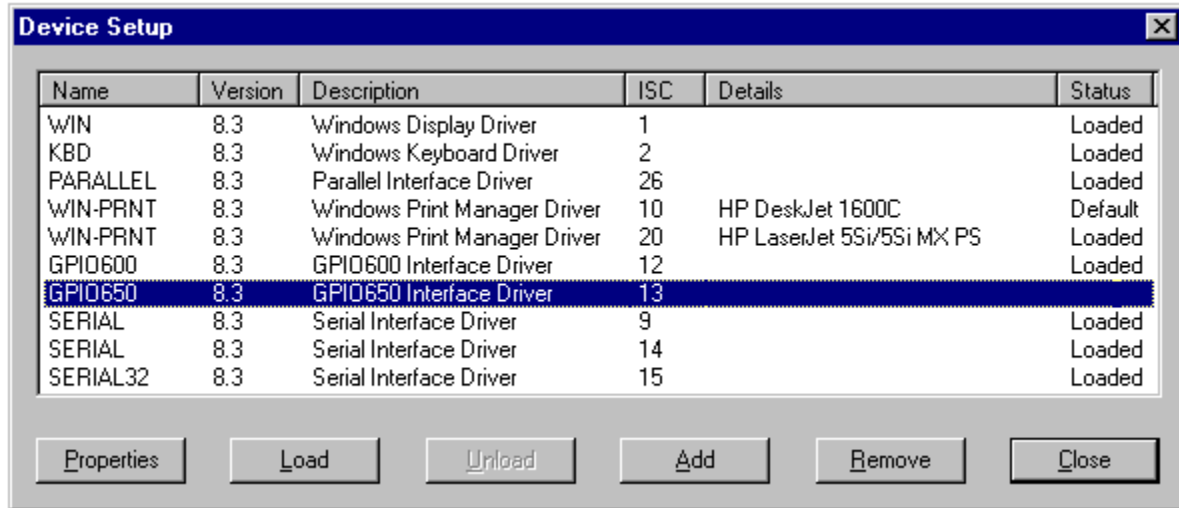 Device Setup
Name Version Description ISC Details Status
WIN 8.3 Windows Display Driver 1 Loaded
KBD 8.3 Windows Keyboard Driver 2 Loaded
PARALLEL 8.3 Parallel Interface Driver 26 Loaded
WIN-PRNT 8.3 Windows Print Manager Driver 10 HP DeskJet 1600C Default
WIN-PRNT 8.3 Windows Print Manager Driver 20 HP LaserJet 5Si/5Si MX PS Loaded
GPIO600 8.3 GPIO600 Interface Driver 12 Loaded
GPIO650 8.3 GPIO650 Interface Driver 13
SERIAL 8.3 Serial Interface Driver 9 Loaded
SERIAL 8.3 Serial Interface Driver 14 Loaded
SERIAL32 8.3 Serial Interface Driver 15 Loaded
Properties Load Unload Add Remove Close